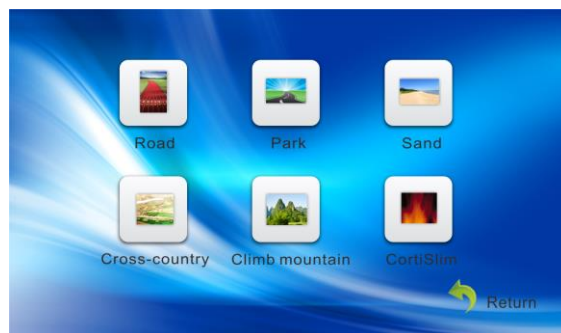 Road
Park
Sand
Cross-country
Climb mountain
CortiSlim
Return